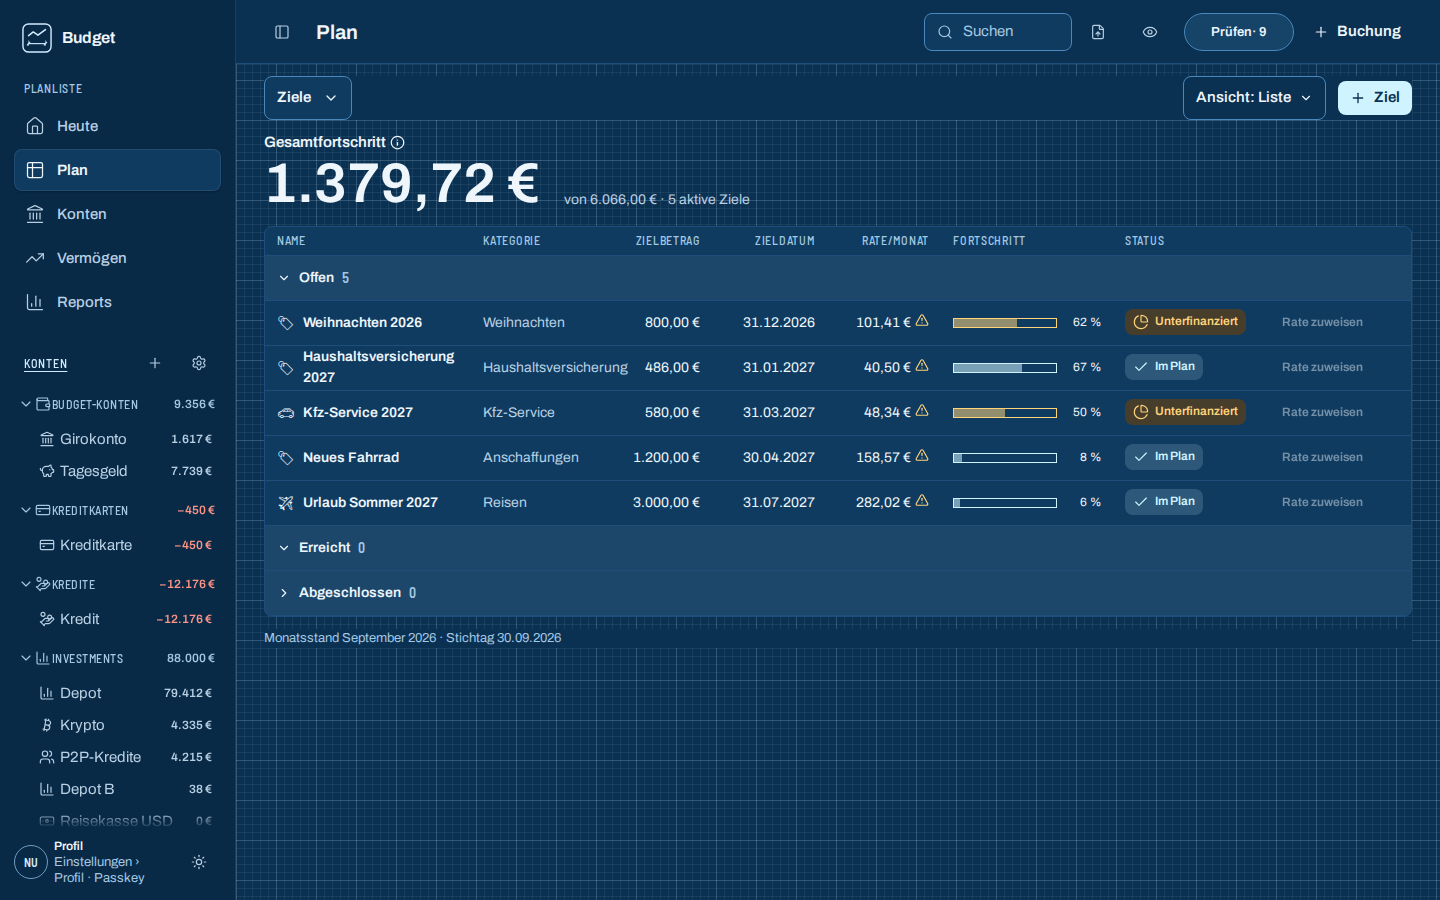 Budget
PLANLISTE
Heute
Plan
Konten
Vermögen
Reports
KONTEN
BUDGET-KONTEN 9.356 €
Girokonto 1.617 €
Tagesgeld 7.739 €
KREDITKARTEN −450 €
Kreditkarte −450 €
KREDITE −12.176 €
Kredit −12.176 €
INVESTMENTS 88.000 €
Depot 79.412 €
Krypto 4.335 €
P2P-Kredite 4.215 €
Depot B 38 €
Reisekasse USD 0 €
NU
Profil
Einstellungen ›
Profil · Passkey
Plan
Suchen
Prüfen· 9
Buchung
Ziele
Ansicht: Liste
Ziel
Gesamtfortschritt
1.379,72 €
von 6.066,00 € · 5 aktive Ziele
NAME KATEGORIE ZIELBETRAG ZIELDATUM RATE/MONAT FORTSCHRITT STATUS
Offen 5
Weihnachten 2026 Weihnachten 800,00 € 31.12.2026 101,41 € 62 % Unterfinanziert Rate zuweisen
Haushaltsversicherung
2027 Haushaltsversicherung 486,00 € 31.01.2027 40,50 € 67 % Im Plan Rate zuweisen
Kfz-Service 2027 Kfz-Service 580,00 € 31.03.2027 48,34 € 50 % Unterfinanziert Rate zuweisen
Neues Fahrrad Anschaffungen 1.200,00 € 30.04.2027 158,57 € 8 % Im Plan Rate zuweisen
Urlaub Sommer 2027 Reisen 3.000,00 € 31.07.2027 282,02 € 6 % Im Plan Rate zuweisen
Erreicht 0
Abgeschlossen 0
Monatsstand September 2026 · Stichtag 30.09.2026